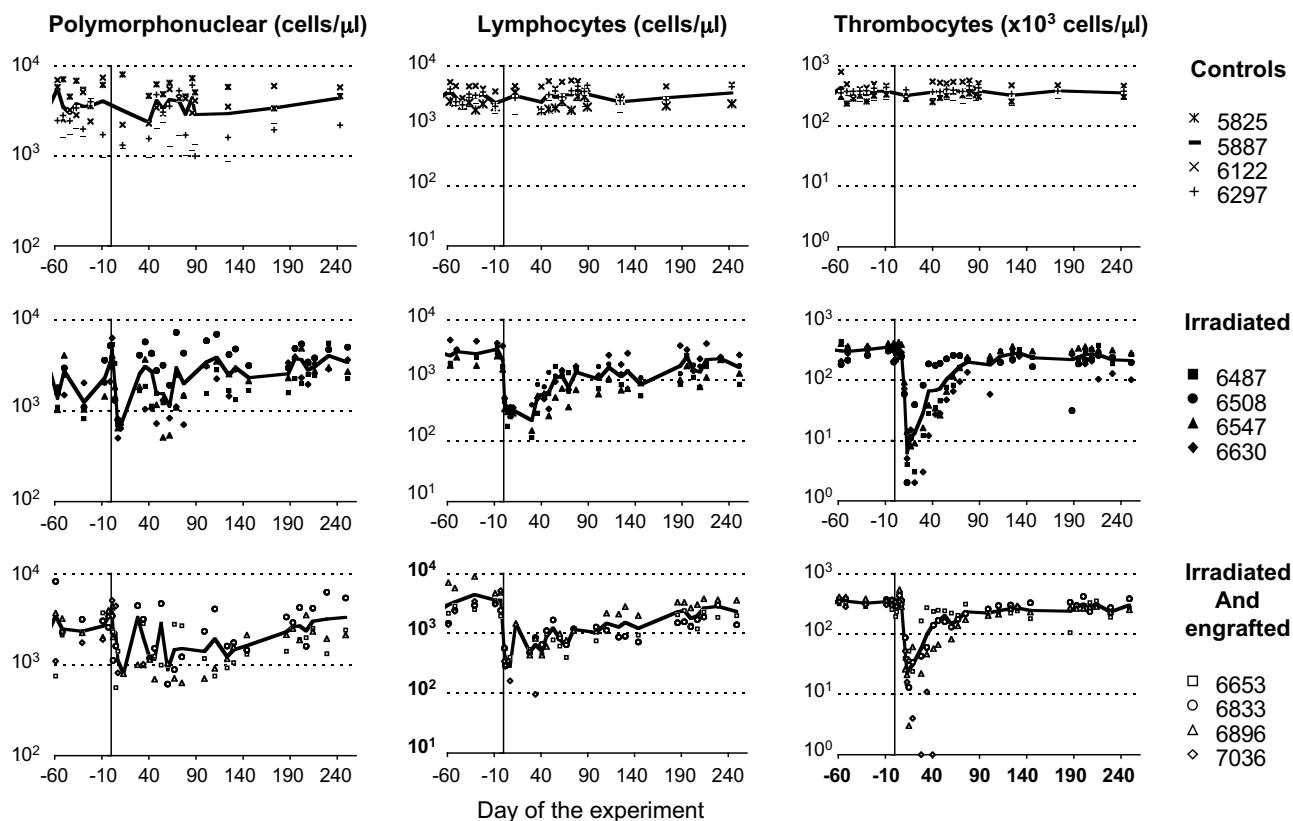 Polymorphonuclear (cells/µl) Lymphocytes (cells/µl) Thrombocytes (x10³ cells/µl)
10⁴ 10³ 10²
-60 -10 40 90 140 190 240
10⁴ 10³ 10² 10¹
-60 -10 40 90 140 190 240
10³ 10² 10¹ 10⁰
-60 -10 40 90 140 190 240
Controls
5825
5887
6122
6297
10⁴ 10³ 10²
-60 -10 40 90 140 190 240
10⁴ 10³ 10² 10¹
-60 -10 40 90 140 190 240
10³ 10² 10¹ 10⁰
-60 -10 40 90 140 190 240
Irradiated
6487
6508
6547
6630
10⁴ 10³ 10²
-60 -10 40 90 140 190 240
10⁴ 10³ 10² 10¹
-60 -10 40 90 140 190 240
10³ 10² 10¹ 10⁰
-60 -10 40 90 140 190 240
Irradiated
And
engrafted
6653
6833
6896
7036
Day of the experiment